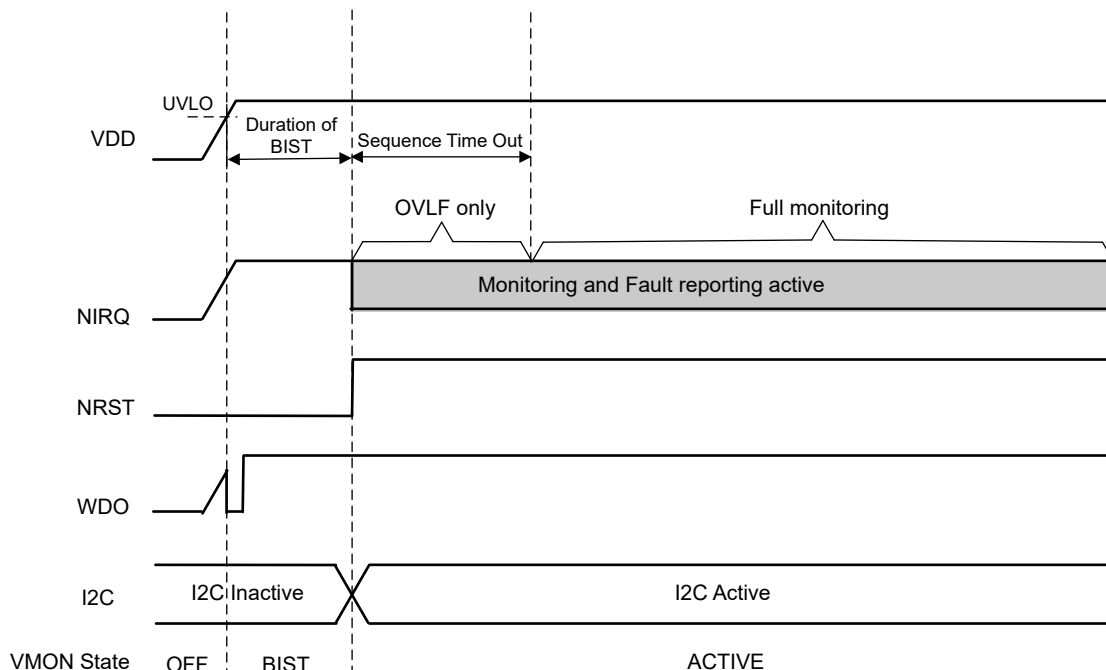 UVLO
VDD
Duration of
BIST
Sequence Time Out
OVLF only
Full monitoring
Monitoring and Fault reporting active
NIRQ
NRST
WDO
I2C
I2C Inactive
I2C Active
VMON State
OFF
BIST
ACTIVE